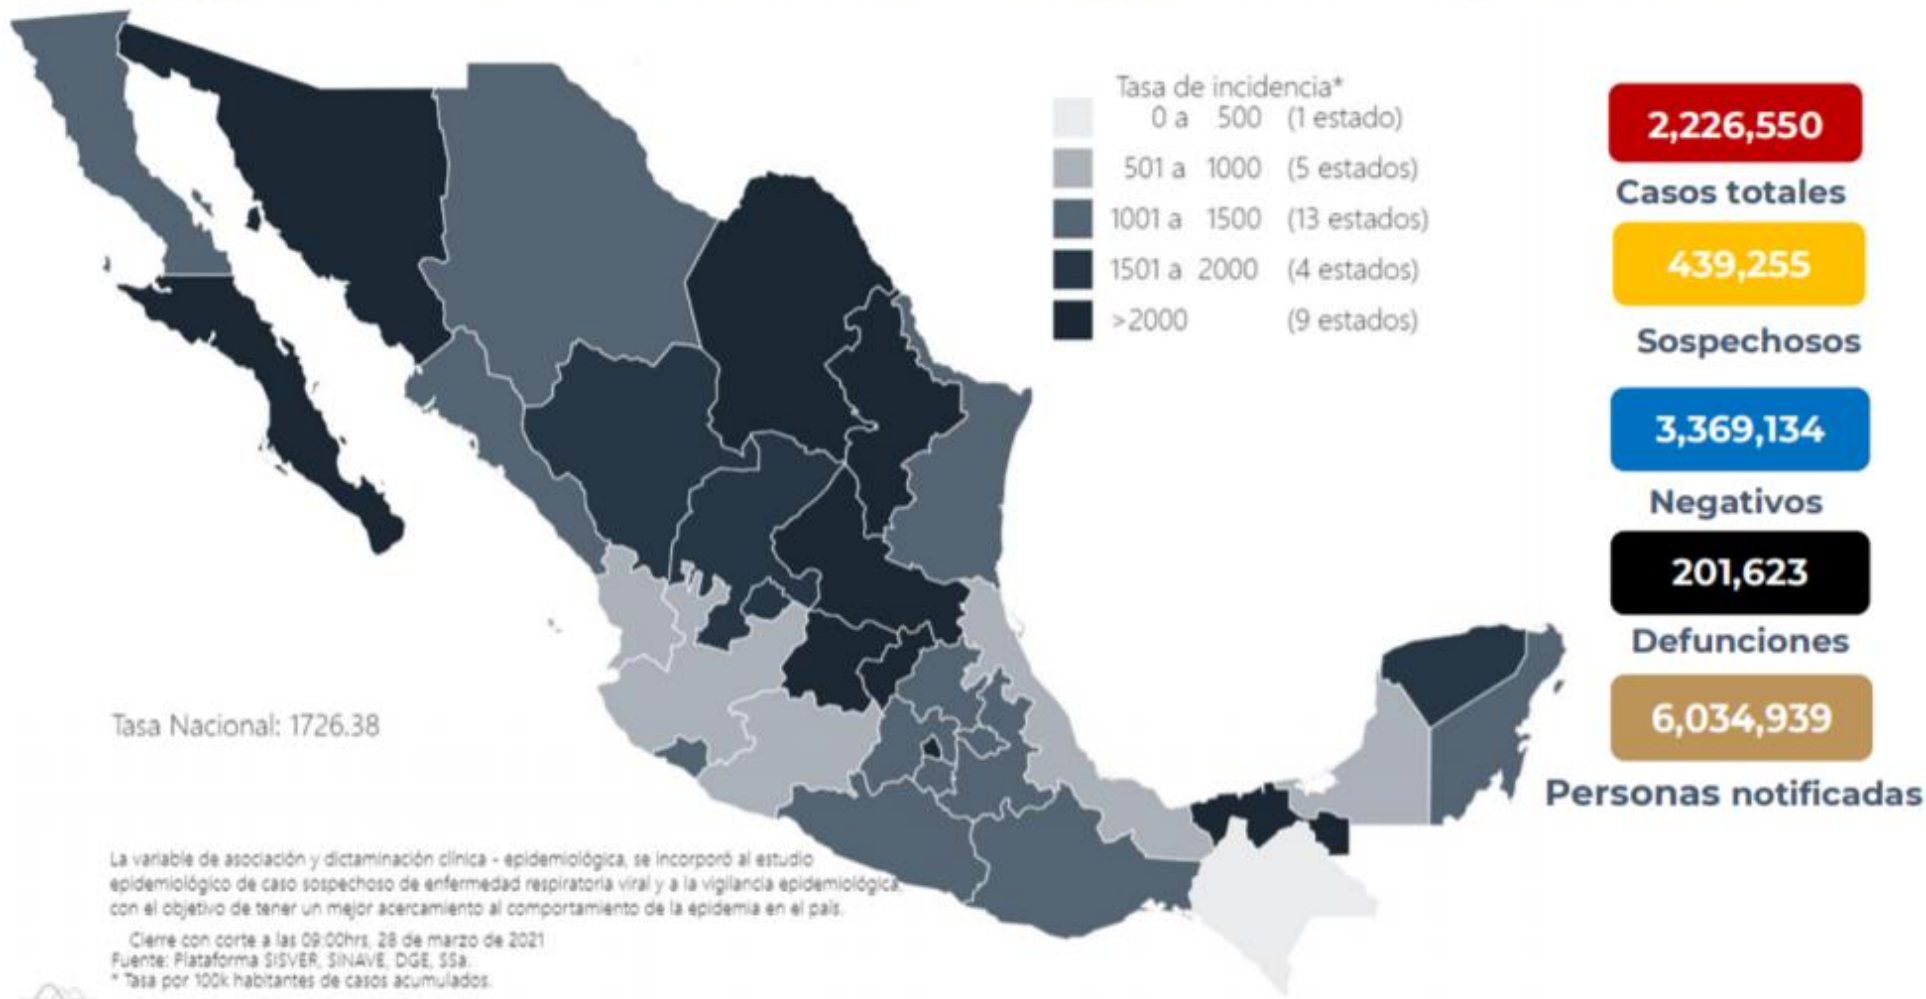 Tasa de incidencia*
0 a 500 (1 estado)
501 a 1000 (5 estados)
1001 a 1500 (13 estados)
1501 a 2000 (4 estados)
>2000 (9 estados)
2,226,550
Casos totales
439,255
Sospechosos
3,369,134
Negativos
201,623
Defunciones
6,034,939
Personas notificadas
Tasa Nacional: 1726.38
La variable de asociación y dictaminación clínica - epidemiológica, se incorporó al estudio
epidemiológico de caso sospechoso de enfermedad respiratoria viral y a la vigilancia epidemiológica,
con el objetivo de tener un mejor acercamiento al comportamiento de la epidemia en el país.
Cierre con corte a las 09:00hrs, 28 de marzo de 2021
Fuente: Plataforma SISVER, SINAVE, DGE, SSa.
* Tasa por 100k habitantes de casos acumulados.